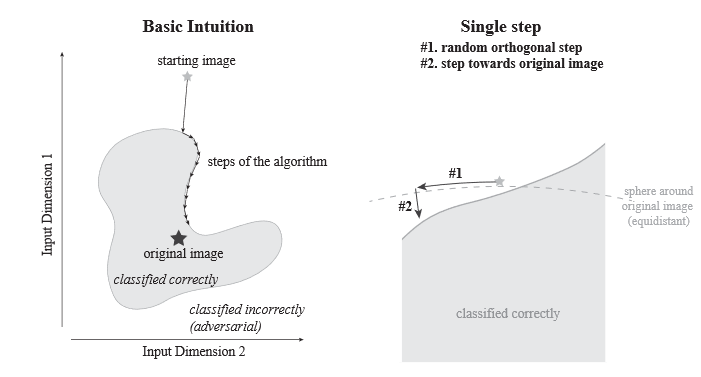 Basic Intuition
starting image
steps of the algorithm
original image
classified correctly
classified incorrectly
(adversarial)
Input Dimension 1
Input Dimension 2
Single step
#1. random orthogonal step
#2. step towards original image
#1
#2
sphere around
original image
(equidistant)
classified correctly